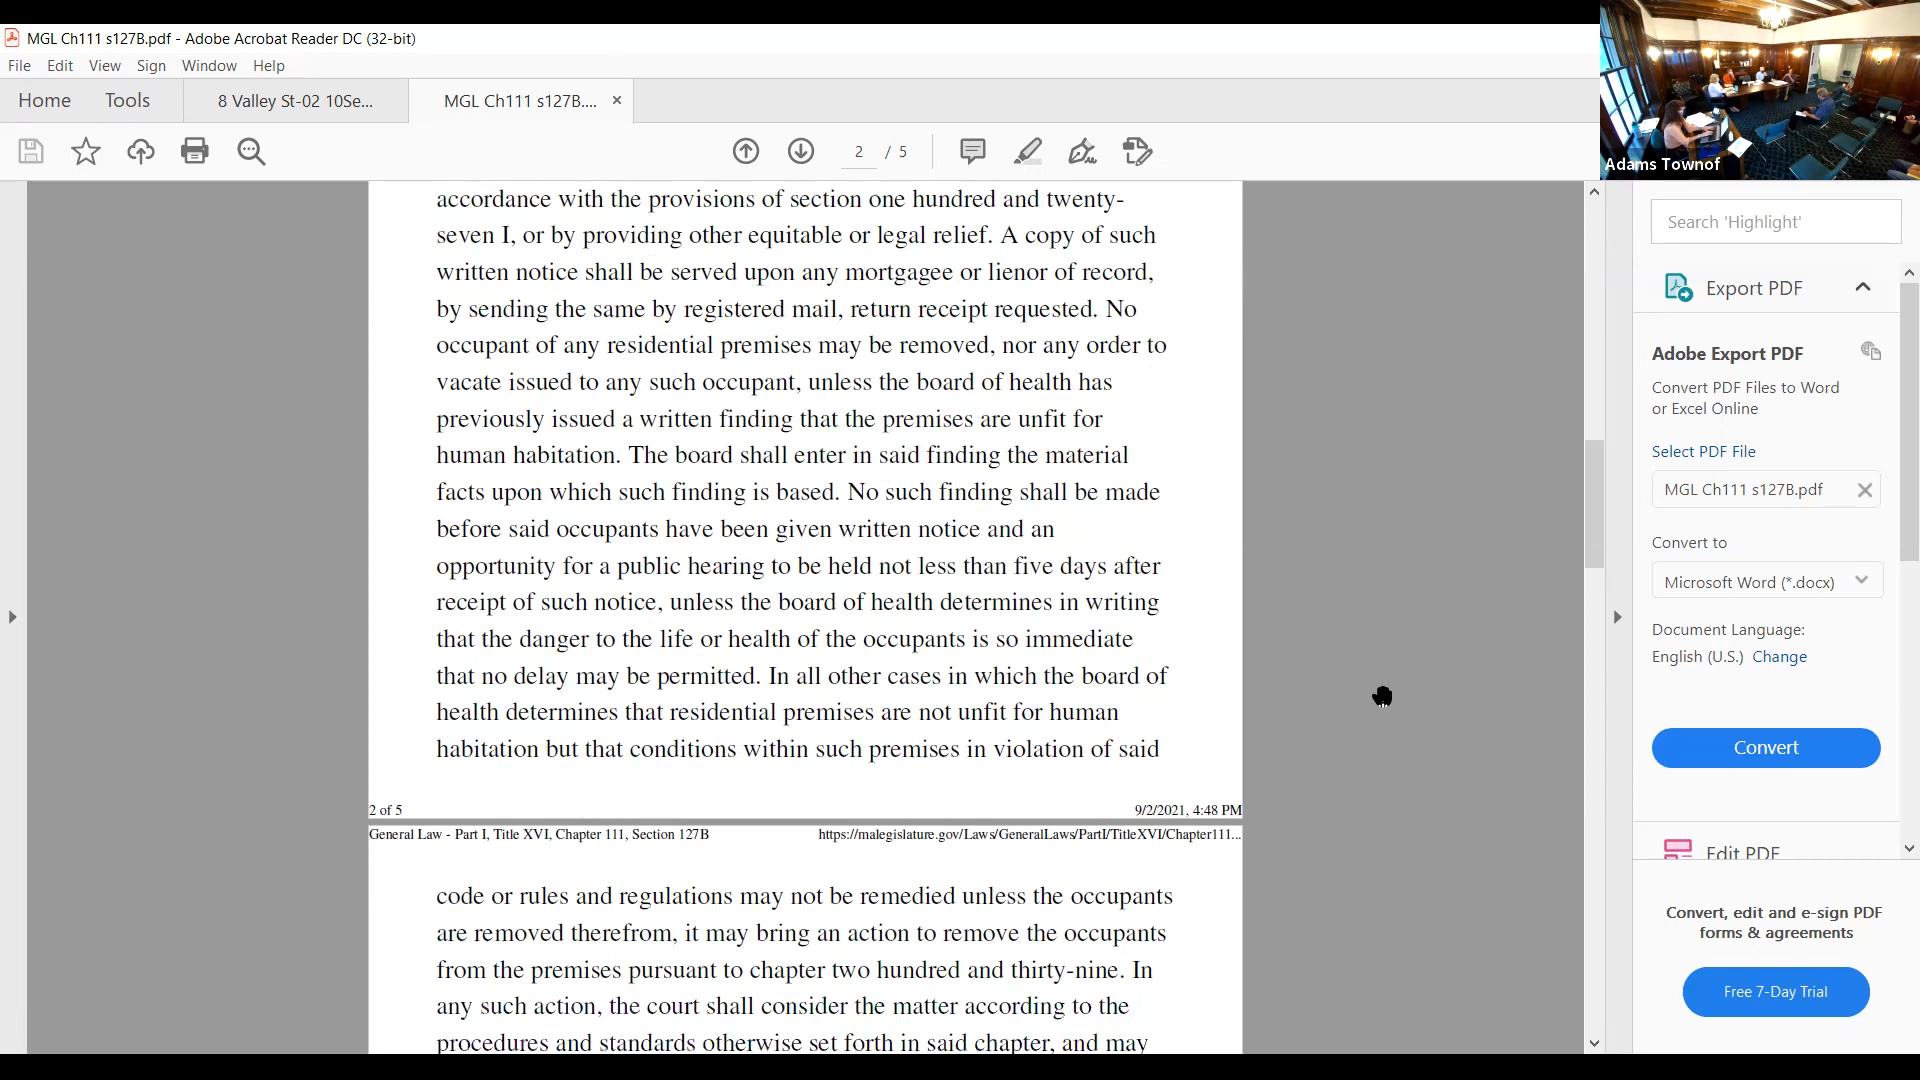 MGL Ch111 s127B.pdf - Adobe Acrobat Reader DC (32-bit)
File Edit View Sign Window Help
Home Tools 8 Valley St-02 10Se... MGL Ch111 s127B.... ×
2 / 5
Adams Townof
accordance with the provisions of section one hundred and twenty-
seven I, or by providing other equitable or legal relief. A copy of such
written notice shall be served upon any mortgagee or lienor of record,
by sending the same by registered mail, return receipt requested. No
occupant of any residential premises may be removed, nor any order to
vacate issued to any such occupant, unless the board of health has
previously issued a written finding that the premises are unfit for
human habitation. The board shall enter in said finding the material
facts upon which such finding is based. No such finding shall be made
before said occupants have been given written notice and an
opportunity for a public hearing to be held not less than five days after
receipt of such notice, unless the board of health determines in writing
that the danger to the life or health of the occupants is so immediate
that no delay may be permitted. In all other cases in which the board of
health determines that residential premises are not unfit for human
habitation but that conditions within such premises in violation of said
2 of 5 9/2/2021, 4:48 PM
General Law - Part I, Title XVI, Chapter 111, Section 127B https://malegislature.gov/Laws/GeneralLaws/PartI/TitleXVI/Chapter111...
code or rules and regulations may not be remedied unless the occupants
are removed therefrom, it may bring an action to remove the occupants
from the premises pursuant to chapter two hundred and thirty-nine. In
any such action, the court shall consider the matter according to the
procedures and standards otherwise set forth in said chapter, and may
Search 'Highlight'
Export PDF
Adobe Export PDF
Convert PDF Files to Word
or Excel Online
Select PDF File
MGL Ch111 s127B.pdf
Convert to
Microsoft Word (*.docx)
Document Language:
English (U.S.) Change
Convert
Edit PDF
Convert, edit and e-sign PDF
forms & agreements
Free 7-Day Trial